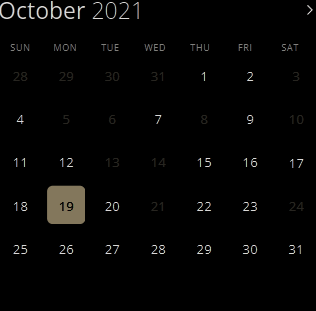 October 2021
SUN MON TUE WED THU FRI SAT
28 29 30 31 1 2 3
4 5 6 7 8 9 10
11 12 13 14 15 16 17
18 19 20 21 22 23 24
25 26 27 28 29 30 31